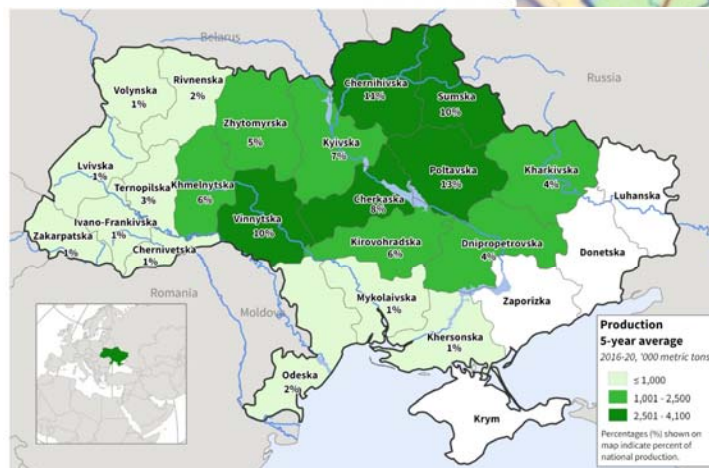 Belarus
Russia
Volynska
1%
Rivnenska
2%
Chernihivska
11%
Sumska
10%
Zhytomyrska
5%
Kyivska
7%
Lvivska
1%
Ternopilska
3%
Khmelnytska
6%
Poltavska
13%
Kharkivska
4%
Luhanska
Cherkaska
8%
Vinnytska
10%
Ivano-Frankivska
1%
Zakarpatska
1%
Chernivetska
1%
Kirovohradska
6%
Dnipropetrovska
4%
Donetska
Romania
Moldova
Mykolaivska
1%
Zaporizka
Khersonska
1%
Odeska
2%
Krym
Production
5-year average
2016-20, '000 metric tons
≤ 1,000
1,001 - 2,500
2,501 - 4,100
Percentages (%) shown on
map indicate percent of
national production.